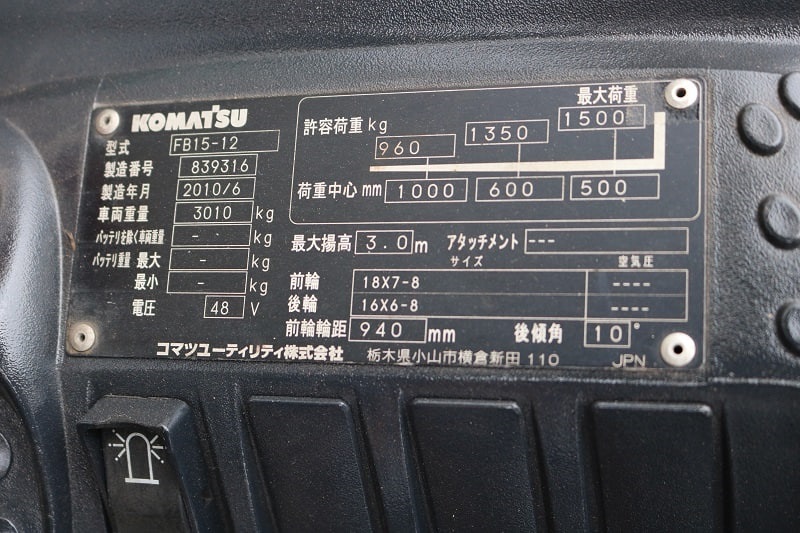 KOMATSU
型式 FB15-12
製造番号 839316
製造年月 2010/6
車両重量 3010 kg
バッテリを除く車両重量 - - kg
バッテリ重量 最大 - kg
最小 - kg
電圧 48 V
最大荷重
許容荷重 kg 960 1350 1500
荷重中心 mm 1000 600 500
最大揚高 3.0 m アタッチメント ---
サイズ 空気圧
前輪 18X7-8 ----
後輪 16X6-8 ----
前輪輪距 940 mm 後傾角 10°
コマツユーティリティ株式会社 栃木県小山市横倉新田 110 JPN